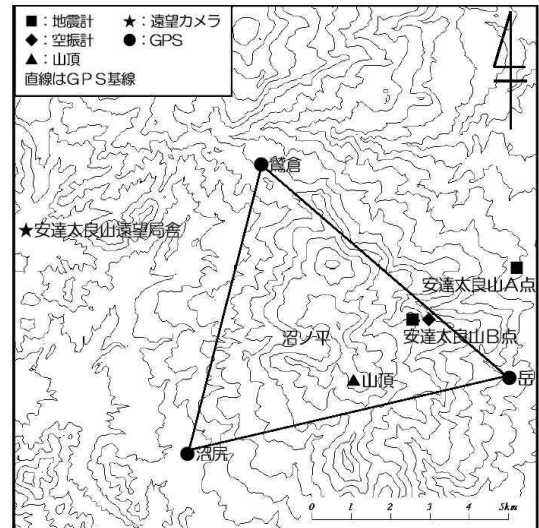 ■：地震計　★：遠望カメラ
◆：空振計　●：GPS
▲：山頂
直線はGPS基線
鷲倉
安達太良山遠望局舎
安達太良山A点
安達太良山B点
沼ノ平
山頂
岳
沼尻
0 1 2 3 4 5km